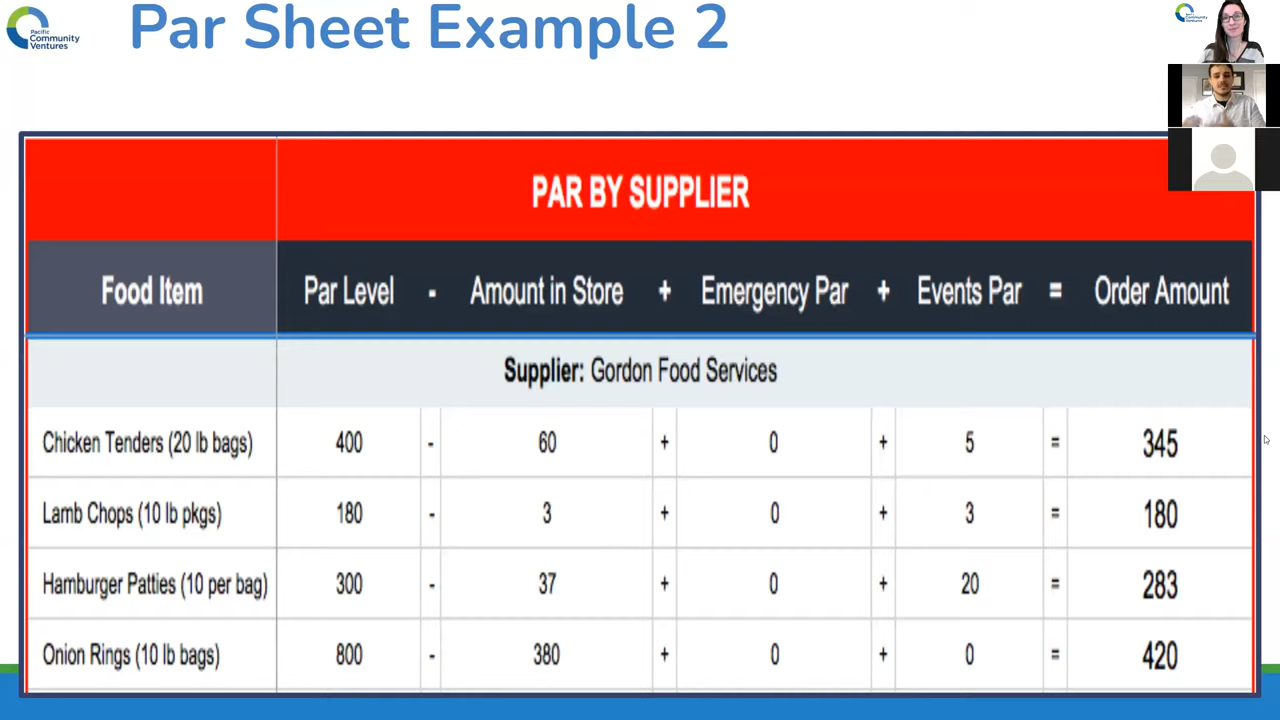 Pacific
Community
Ventures
Par Sheet Example 2
PAR BY SUPPLIER
Food Item Par Level - Amount in Store + Emergency Par + Events Par = Order Amount
Supplier: Gordon Food Services
Chicken Tenders (20 lb bags) 400 - 60 + 0 + 5 = 345
Lamb Chops (10 lb pkgs) 180 - 3 + 0 + 3 = 180
Hamburger Patties (10 per bag) 300 - 37 + 0 + 20 = 283
Onion Rings (10 lb bags) 800 - 380 + 0 + 0 = 420
Community
Ventures